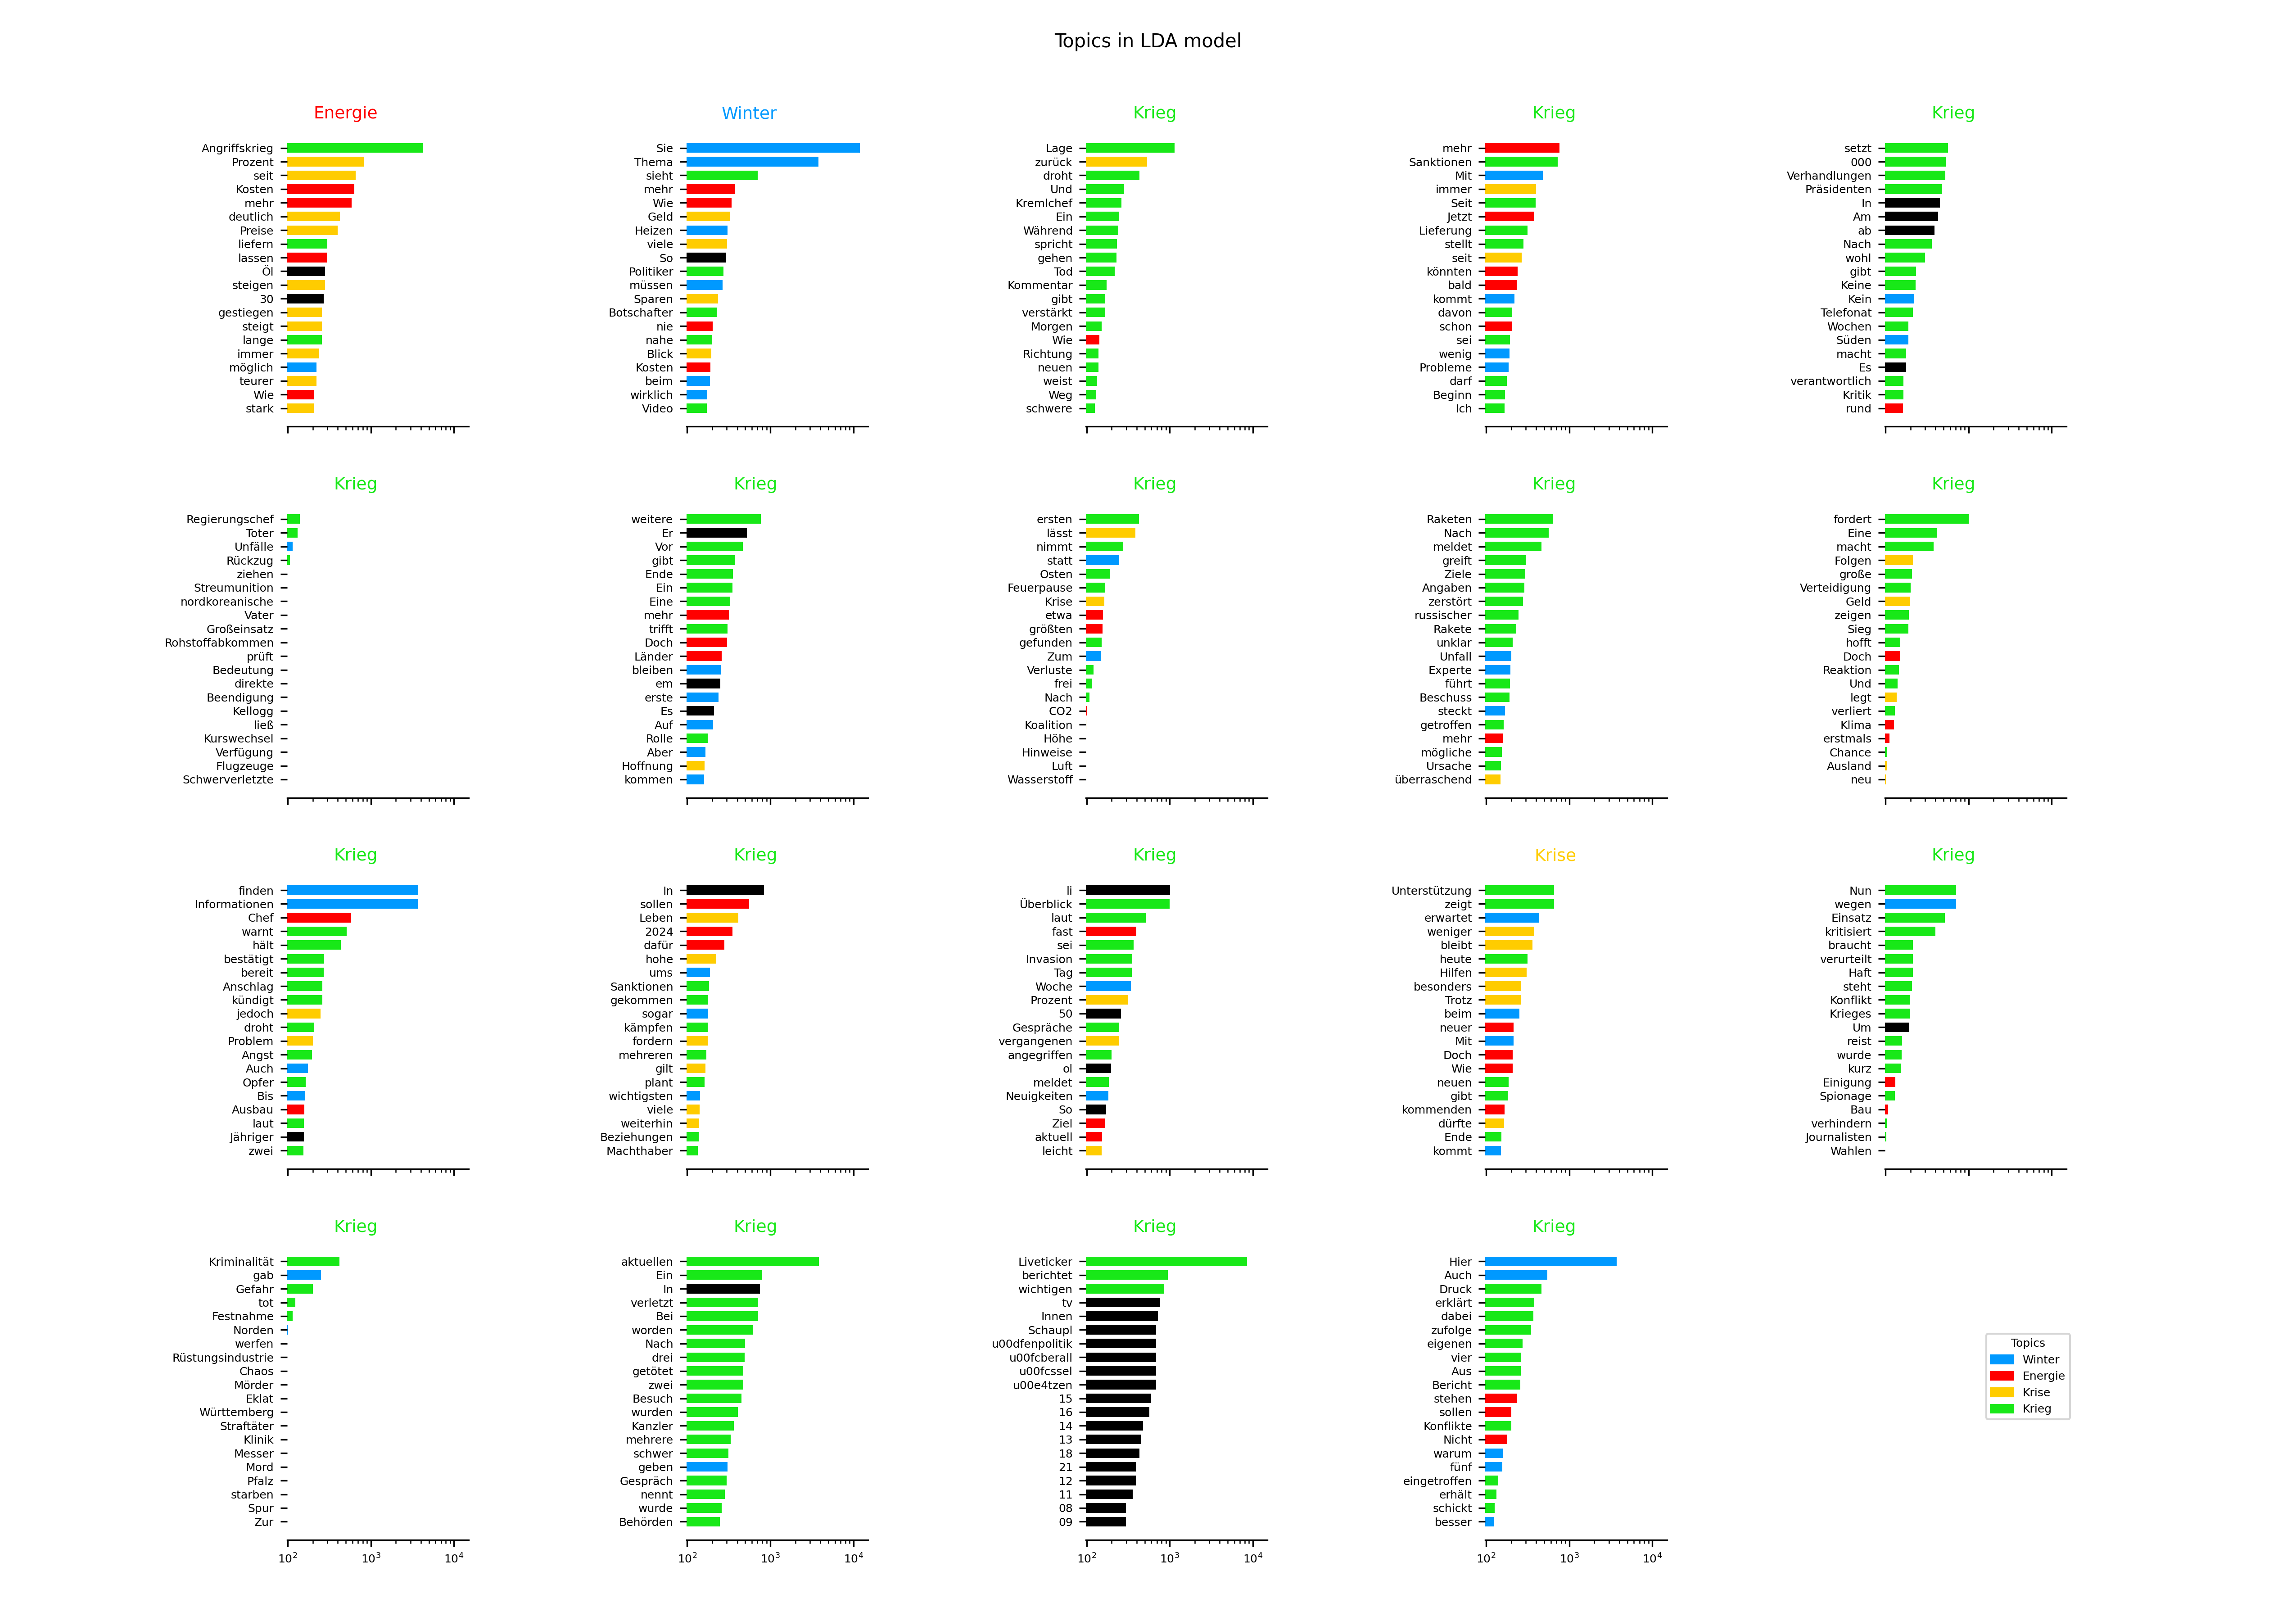 Topics in LDA model
Energie
Angriffskrieg
Prozent
seit
Kosten
mehr
deutlich
Preise
liefern
lassen
Öl
steigen
30
gestiegen
steigt
lange
immer
möglich
teurer
Wie
stark
Winter
Sie
Thema
sieht
mehr
Wie
Geld
Heizen
viele
So
Politiker
müssen
Sparen
Botschafter
nie
nahe
Blick
Kosten
beim
wirklich
Video
Krieg
Lage
zurück
droht
Und
Kremlchef
Ein
Während
spricht
gehen
Tod
Kommentar
gibt
verstärkt
Morgen
Wie
Richtung
neuen
weist
Weg
schwere
Krieg
mehr
Sanktionen
Mit
immer
Seit
Jetzt
Lieferung
stellt
seit
könnten
bald
kommt
davon
schon
sei
wenig
Probleme
darf
Beginn
Ich
Krieg
setzt
000
Verhandlungen
Präsidenten
In
Am
ab
Nach
wohl
gibt
Keine
Kein
Telefonat
Wochen
Süden
macht
Es
verantwortlich
Kritik
rund
Krieg
Regierungschef
Toter
Unfälle
Rückzug
ziehen
Streumunition
nordkoreanische
Vater
Großeinsatz
Rohstoffabkommen
prüft
Bedeutung
direkte
Beendigung
Kellogg
ließ
Kurswechsel
Verfügung
Flugzeuge
Schwerverletzte
Krieg
weitere
Er
Vor
gibt
Ende
Ein
Eine
mehr
trifft
Doch
Länder
bleiben
em
erste
Es
Auf
Rolle
Aber
Hoffnung
kommen
Krieg
ersten
lässt
nimmt
statt
Osten
Feuerpause
Krise
etwa
größten
gefunden
Zum
Verluste
frei
Nach
CO2
Koalition
Höhe
Hinweise
Luft
Wasserstoff
Krieg
Raketen
Nach
meldet
greift
Ziele
Angaben
zerstört
russischer
Rakete
unklar
Unfall
Experte
führt
Beschuss
steckt
getroffen
mehr
mögliche
Ursache
überraschend
Krieg
fordert
Eine
macht
Folgen
große
Verteidigung
Geld
zeigen
Sieg
hofft
Doch
Reaktion
Und
legt
verliert
Klima
erstmals
Chance
Ausland
neu
Krieg
finden
Informationen
Chef
warnt
hält
bestätigt
bereit
Anschlag
kündigt
jedoch
droht
Problem
Angst
Auch
Opfer
Bis
Ausbau
laut
Jähriger
zwei
Krieg
In
sollen
Leben
2024
dafür
hohe
ums
Sanktionen
gekommen
sogar
kämpfen
fordern
mehreren
gilt
plant
wichtigsten
viele
weiterhin
Beziehungen
Machthaber
Krieg
li
Überblick
laut
fast
sei
Invasion
Tag
Woche
Prozent
50
Gespräche
vergangenen
angegriffen
ol
meldet
Neuigkeiten
So
Ziel
aktuell
leicht
Krise
Unterstützung
zeigt
erwartet
weniger
bleibt
heute
Hilfen
besonders
Trotz
beim
neuer
Mit
Doch
Wie
neuen
gibt
kommenden
dürfte
Ende
kommt
Krieg
Nun
wegen
Einsatz
kritisiert
braucht
verurteilt
Haft
steht
Konflikt
Krieges
Um
reist
wurde
kurz
Einigung
Spionage
Bau
verhindern
Journalisten
Wahlen
Krieg
Kriminalität
gab
Gefahr
tot
Festnahme
Norden
werfen
Rüstungsindustrie
Chaos
Mörder
Eklat
Württemberg
Straftäter
Klinik
Messer
Mord
Pfalz
starben
Spur
Zur
10² 10³ 10⁴
Krieg
aktuellen
Ein
In
verletzt
Bei
worden
Nach
drei
getötet
zwei
Besuch
wurden
Kanzler
mehrere
schwer
geben
Gespräch
nennt
wurde
Behörden
10² 10³ 10⁴
Krieg
Liveticker
berichtet
wichtigen
tv
Innen
Schaupl
u00dfenpolitik
u00fcberall
u00fcssel
u00e4tzen
15
16
14
13
18
21
12
11
08
09
10² 10³ 10⁴
Krieg
Hier
Auch
Druck
erklärt
dabei
zufolge
eigenen
vier
Aus
Bericht
stehen
sollen
Konflikte
Nicht
warum
fünf
eingetroffen
erhält
schickt
besser
10² 10³ 10⁴
Topics
Winter
Energie
Krise
Krieg